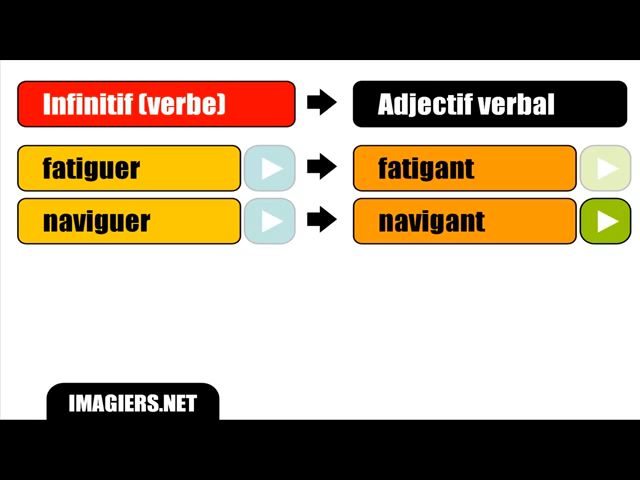 Infinitif (verbe) Adjectif verbal
fatiguer fatigant
naviguer navigant
IMAGIERS.NET